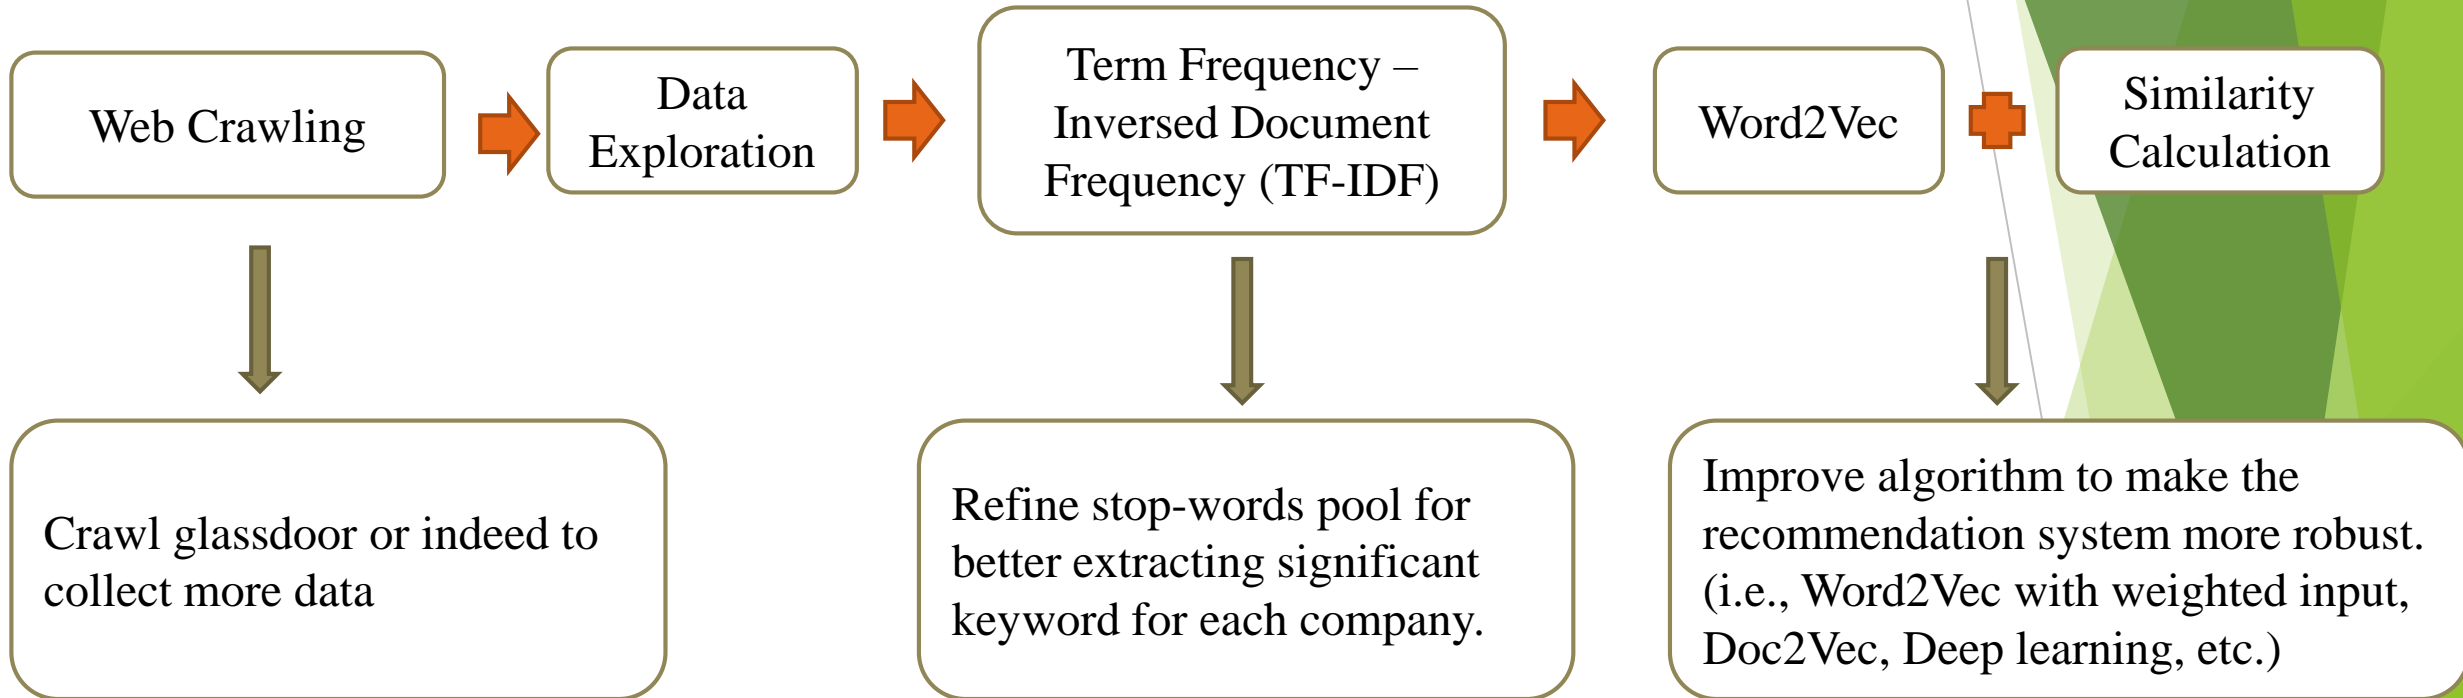 Web Crawling
Data
Exploration
Term Frequency –
Inversed Document
Frequency (TF-IDF)
Word2Vec
Similarity
Calculation
Crawl glassdoor or indeed to
collect more data
Refine stop-words pool for
better extracting significant
keyword for each company.
Improve algorithm to make the
recommendation system more robust.
(i.e., Word2Vec with weighted input,
Doc2Vec, Deep learning, etc.)